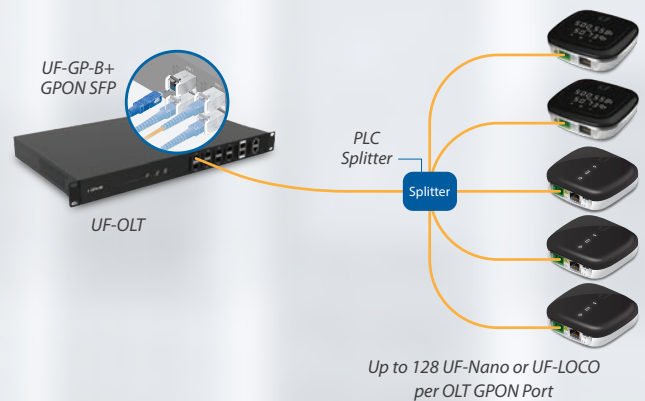 UF-GP-B+
GPON SFP
UF-OLT
PLC
Splitter
Splitter
Up to 128 UF-Nano or UF-LOCO
per OLT GPON Port